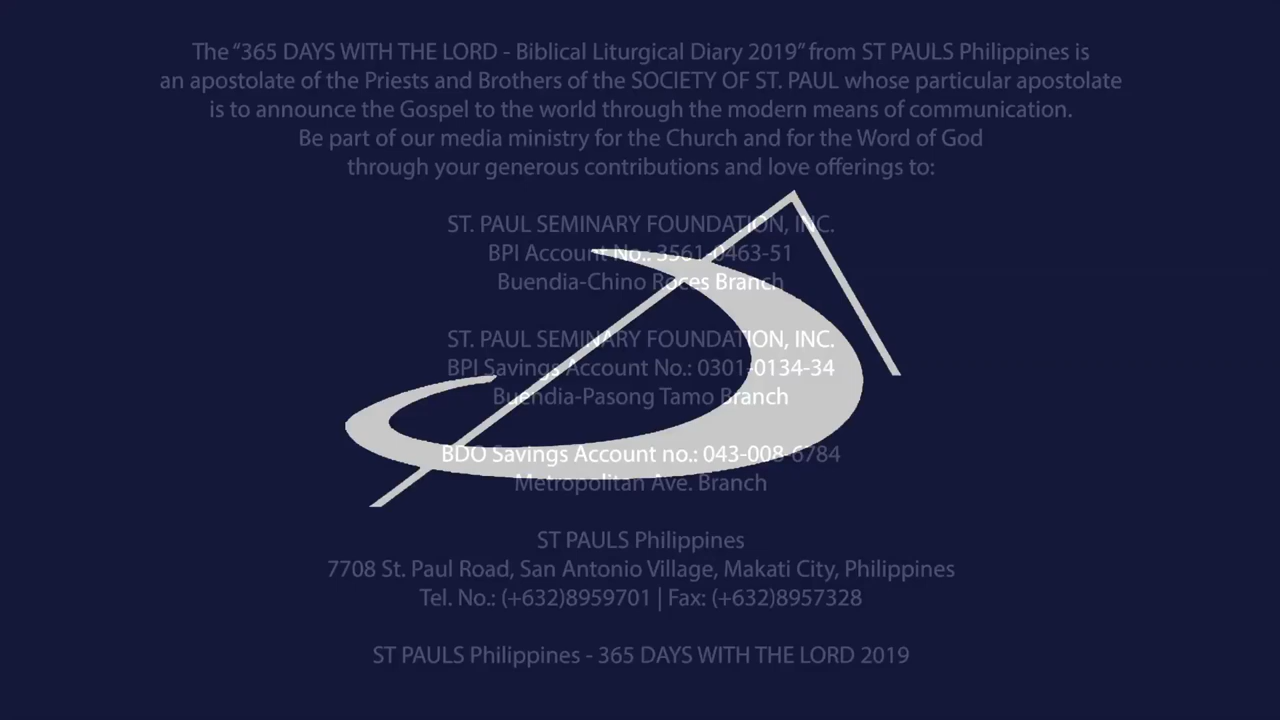 The “365 DAYS WITH THE LORD - Biblical Liturgical Diary 2019” from ST PAULS Philippines is
an apostolate of the Priests and Brothers of the SOCIETY OF ST. PAUL whose particular apostolate
is to announce the Gospel to the world through the modern means of communication.
Be part of our media ministry for the Church and for the Word of God
through your generous contributions and love offerings to:
ST. PAUL SEMINARY FOUNDATION, INC.
BPI Account No.: 3561-0463-51
Buendia-Chino Roces Branch
ST. PAUL SEMINARY FOUNDATION, INC.
BPI Savings Account No.: 0301-0134-34
Buendia-Pasong Tamo Branch
BDO Savings Account no.: 043-008-6784
Metropolitan Ave. Branch
ST PAULS Philippines
7708 St. Paul Road, San Antonio Village, Makati City, Philippines
Tel. No.: (+632)8959701 | Fax: (+632)8957328
ST PAULS Philippines - 365 DAYS WITH THE LORD 2019